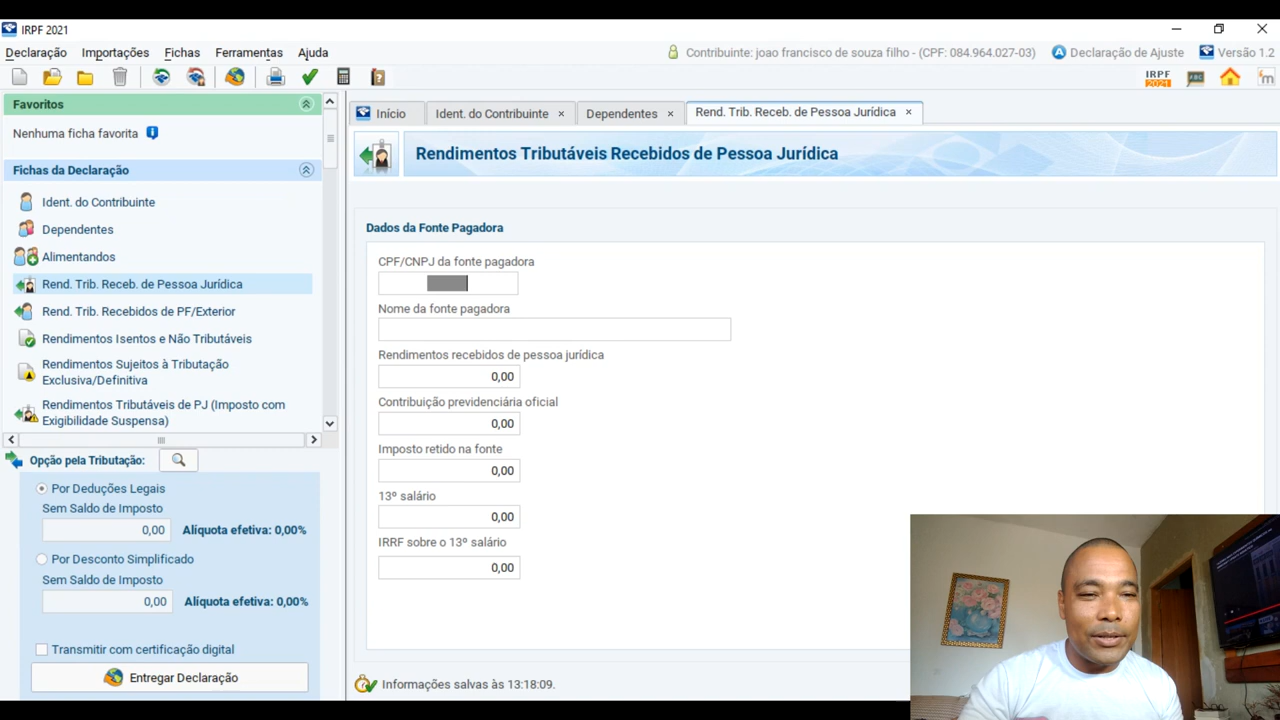 IRPF 2021
Declaração Importações Fichas Ferramentas Ajuda
Contribuinte: joao francisco de souza filho - (CPF: 084.964.027-03) Declaração de Ajuste Versão 1.2
IRPF
2021
ABC
Favoritos
Nenhuma ficha favorita
Fichas da Declaração
Ident. do Contribuinte
Dependentes
Alimentandos
Rend. Trib. Receb. de Pessoa Jurídica
Rend. Trib. Recebidos de PF/Exterior
Rendimentos Isentos e Não Tributáveis
Rendimentos Sujeitos à Tributação
Exclusiva/Definitiva
Rendimentos Tributáveis de PJ (Imposto com
Exigibilidade Suspensa)
Opção pela Tributação:
Por Deduções Legais
Sem Saldo de Imposto
0,00 Alíquota efetiva: 0,00%
Por Desconto Simplificado
Sem Saldo de Imposto
0,00 Alíquota efetiva: 0,00%
Transmitir com certificação digital
Entregar Declaração
Início Ident. do Contribuinte × Dependentes × Rend. Trib. Receb. de Pessoa Jurídica ×
Rendimentos Tributáveis Recebidos de Pessoa Jurídica
Dados da Fonte Pagadora
CPF/CNPJ da fonte pagadora
Nome da fonte pagadora
Rendimentos recebidos de pessoa jurídica
0,00
Contribuição previdenciária oficial
0,00
Imposto retido na fonte
0,00
13º salário
0,00
IRRF sobre o 13º salário
0,00
Informações salvas às 13:18:09.